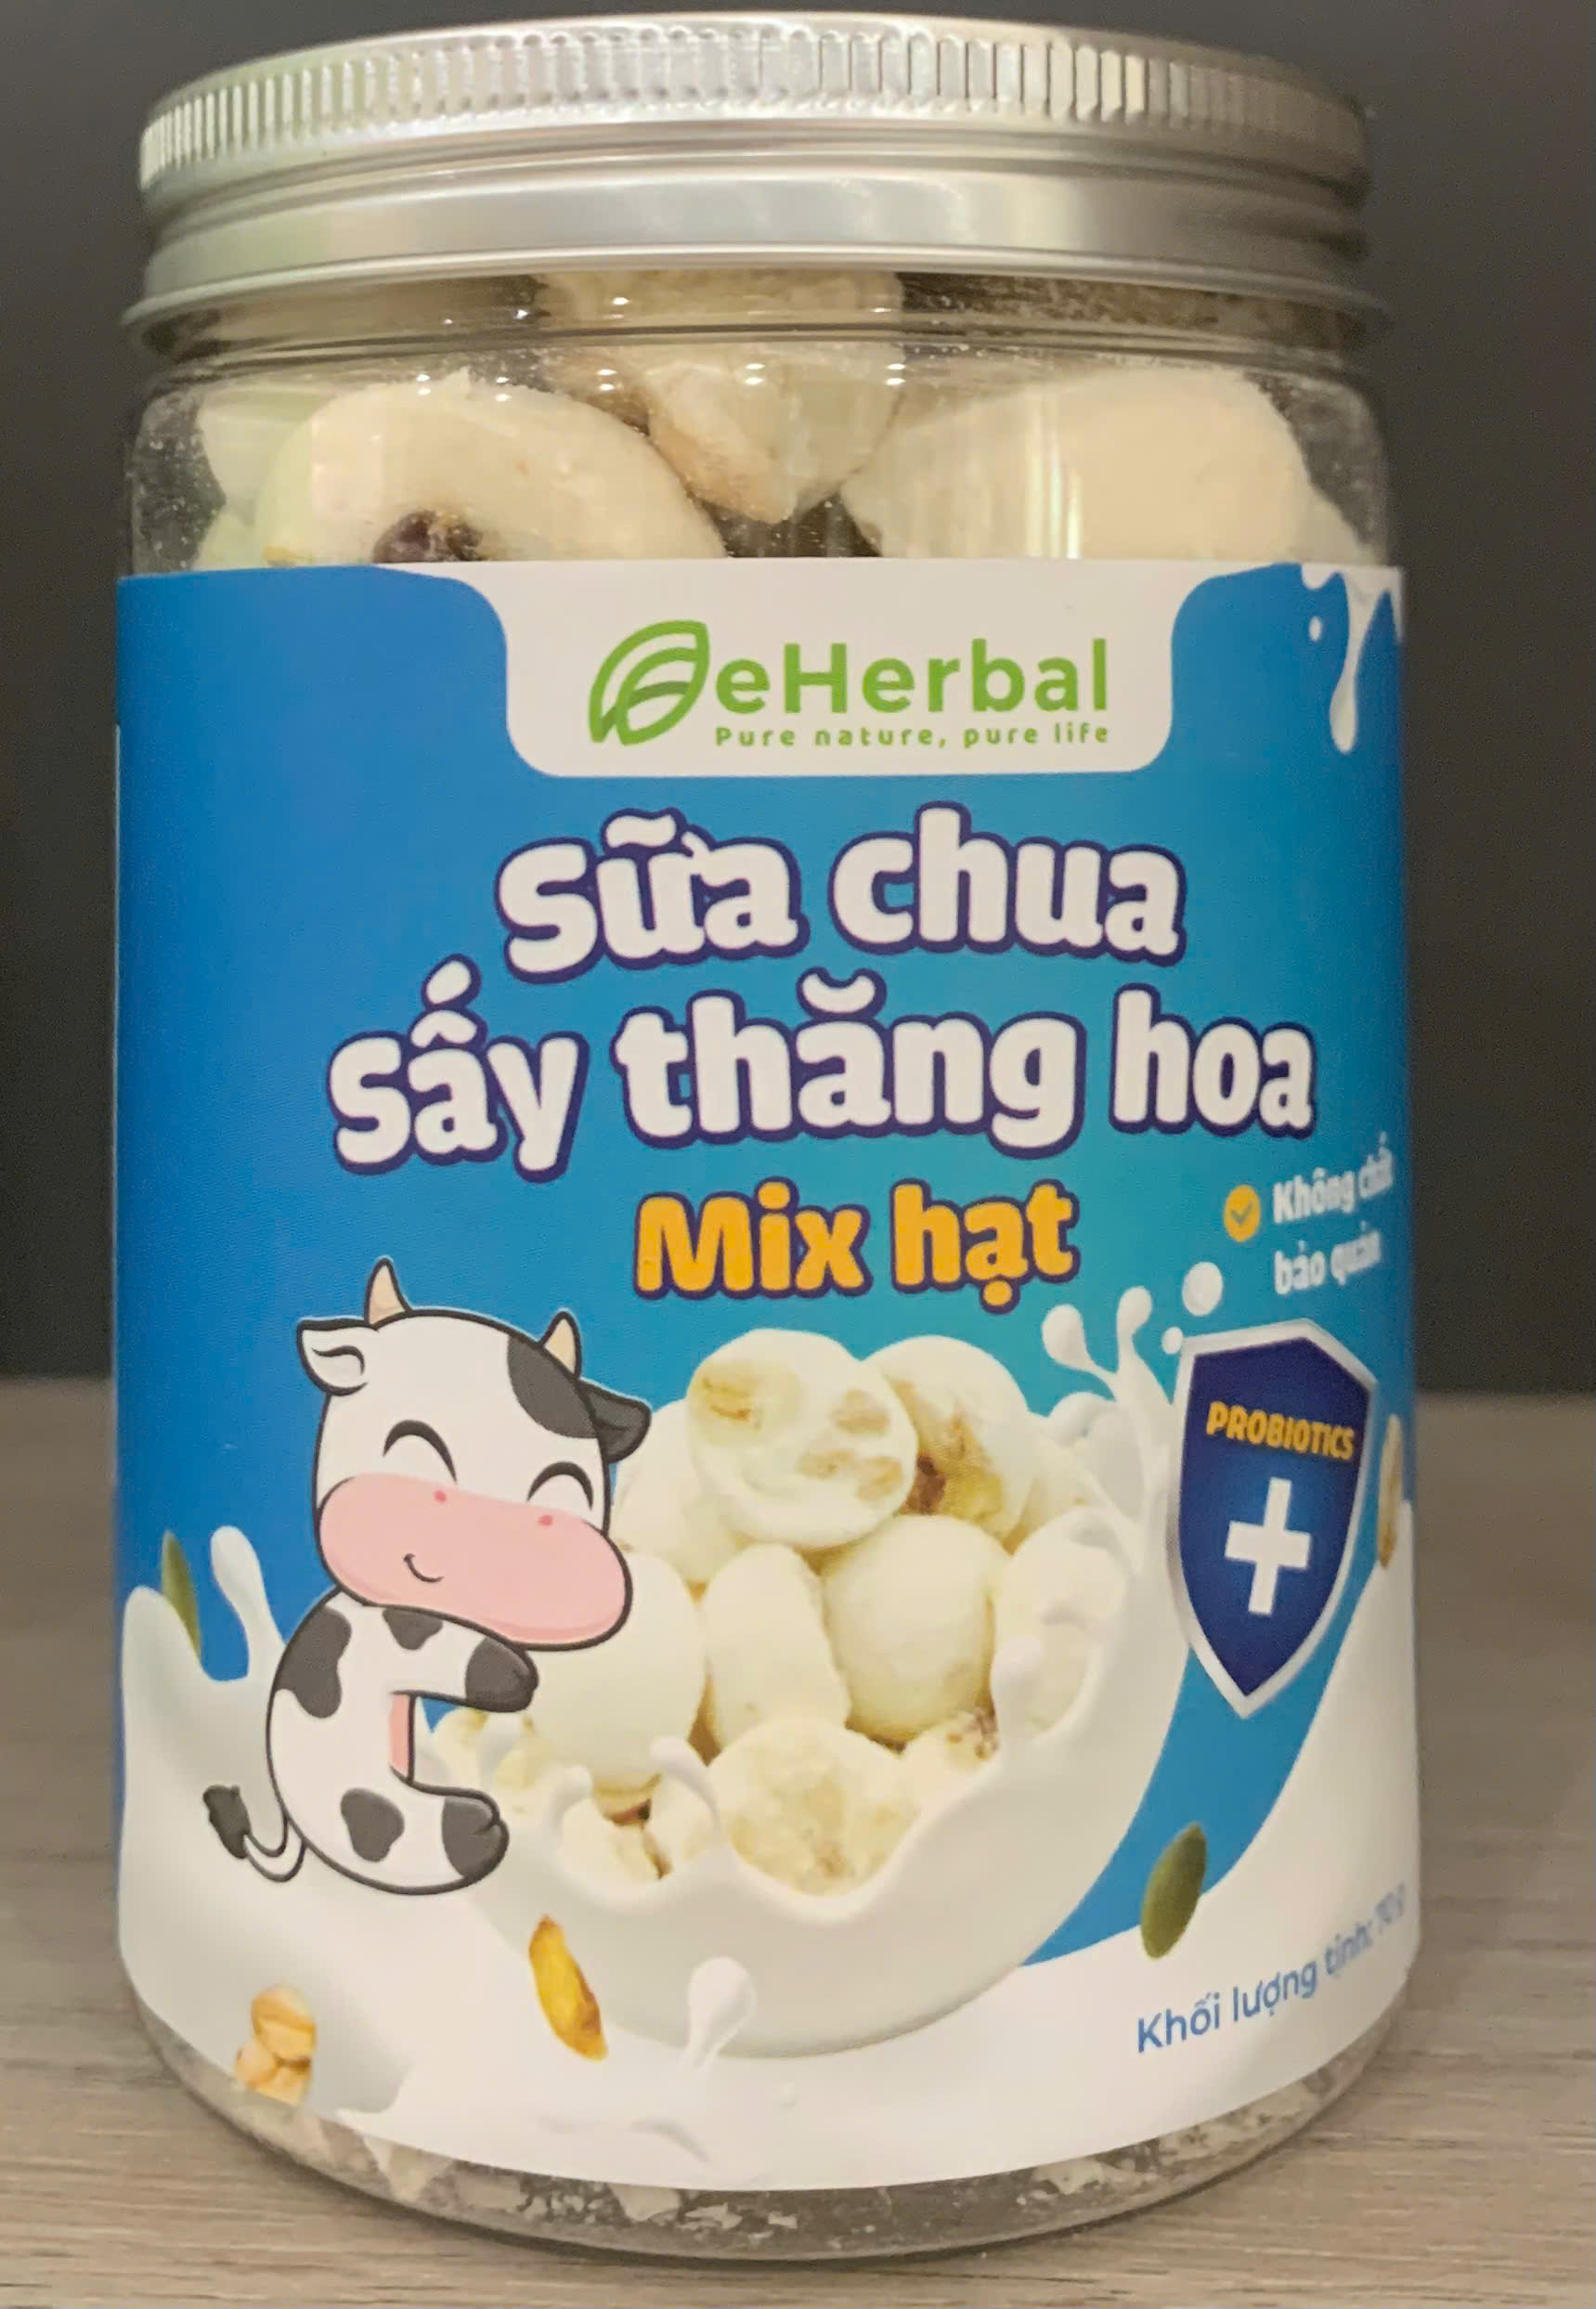 eHerbal
Pure nature, pure life
Sữa chua
sấy thăng hoa
Mix hạt
Không chất
bảo quản
PROBIOTICS
Khối lượng tịnh: 70 g